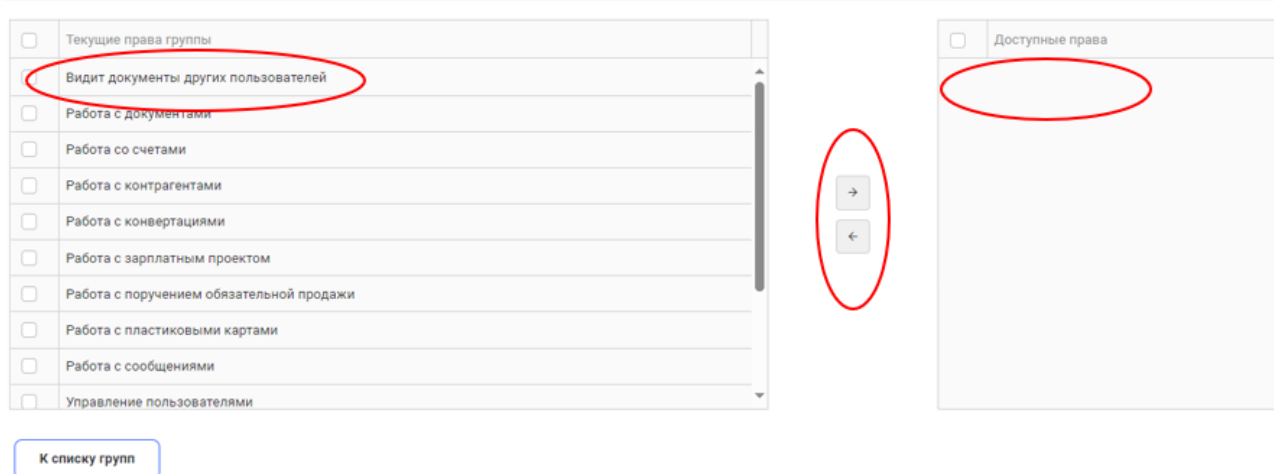 Текущие права группы
Доступные права
Видит документы других пользователей
Работа с документами
Работа со счетами
Работа с контрагентами
Работа с конвертациями
Работа с зарплатным проектом
Работа с поручением обязательной продажи
Работа с пластиковыми картами
Работа с сообщениями
Управление пользователями
К списку групп